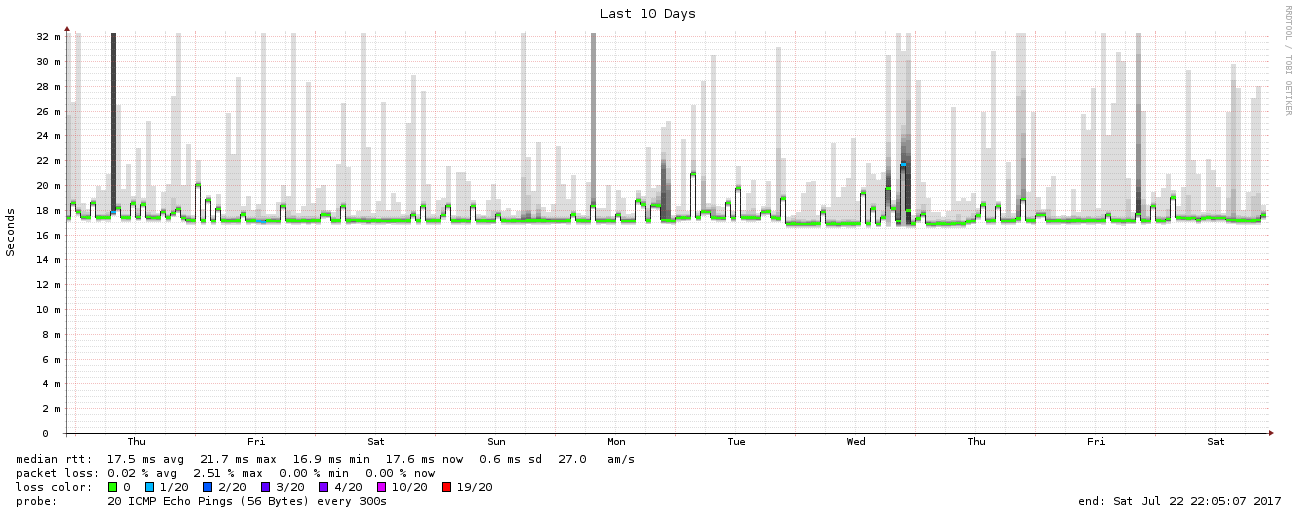 Last 10 Days
RRDTOOL / TOBI OETIKER
Seconds
32 m
30 m
28 m
26 m
24 m
22 m
20 m
18 m
16 m
14 m
12 m
10 m
8 m
6 m
4 m
2 m
0
Thu Fri Sat Sun Mon Tue Wed Thu Fri Sat
median rtt: 17.5 ms avg 21.7 ms max 16.9 ms min 17.6 ms now 0.6 ms sd 27.0 am/s
packet loss: 0.02 % avg 2.51 % max 0.00 % min 0.00 % now
loss color: 0 1/20 2/20 3/20 4/20 10/20 19/20
probe: 20 ICMP Echo Pings (56 Bytes) every 300s end: Sat Jul 22 22:05:07 2017